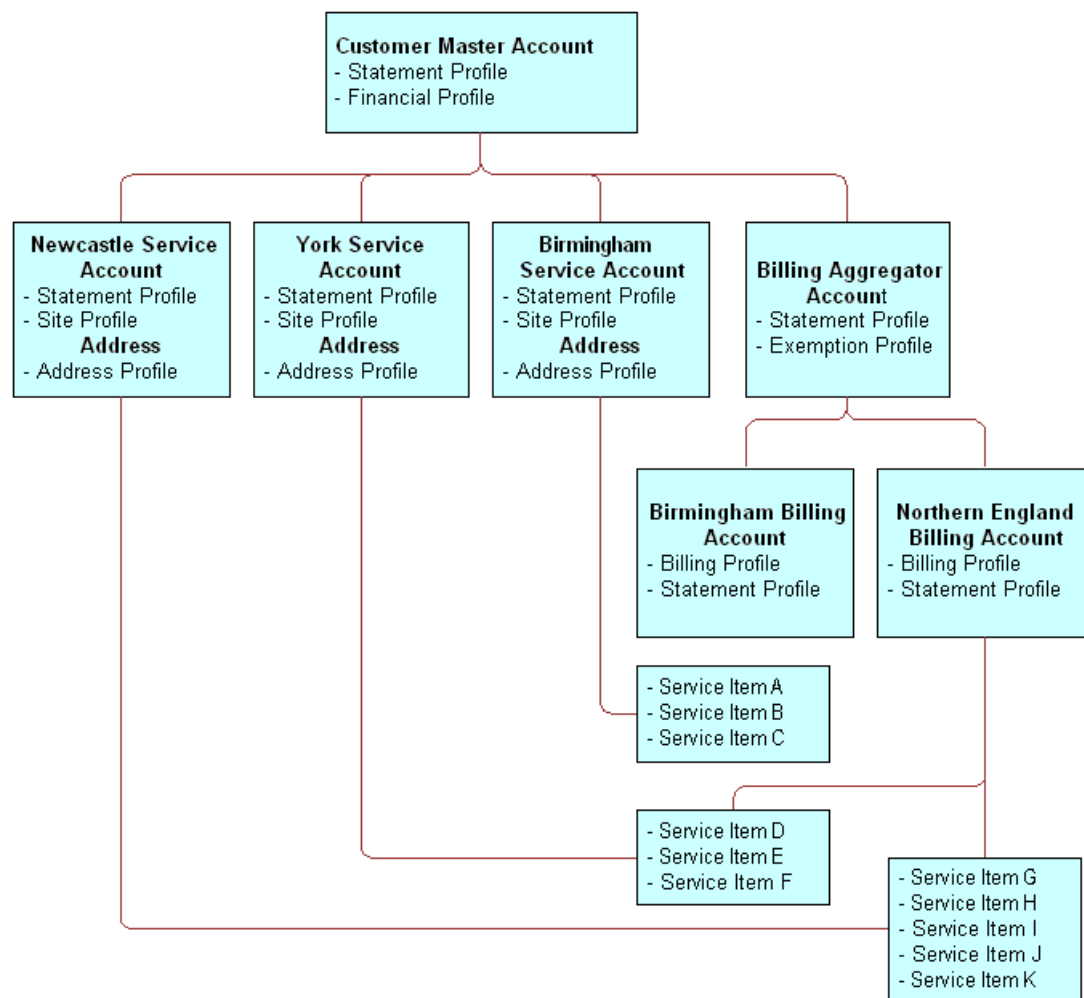 Customer Master Account
- Statement Profile
- Financial Profile
Newcastle Service
Account
- Statement Profile
- Site Profile
Address
- Address Profile
York Service
Account
- Statement Profile
- Site Profile
Address
- Address Profile
Birmingham
Service Account
- Statement Profile
- Site Profile
Address
- Address Profile
Billing Aggregator
Account
- Statement Profile
- Exemption Profile
Birmingham Billing
Account
- Billing Profile
- Statement Profile
Northern England
Billing Account
- Billing Profile
- Statement Profile
- Service Item A
- Service Item B
- Service Item C
- Service Item D
- Service Item E
- Service Item F
- Service Item G
- Service Item H
- Service Item I
- Service Item J
- Service Item K